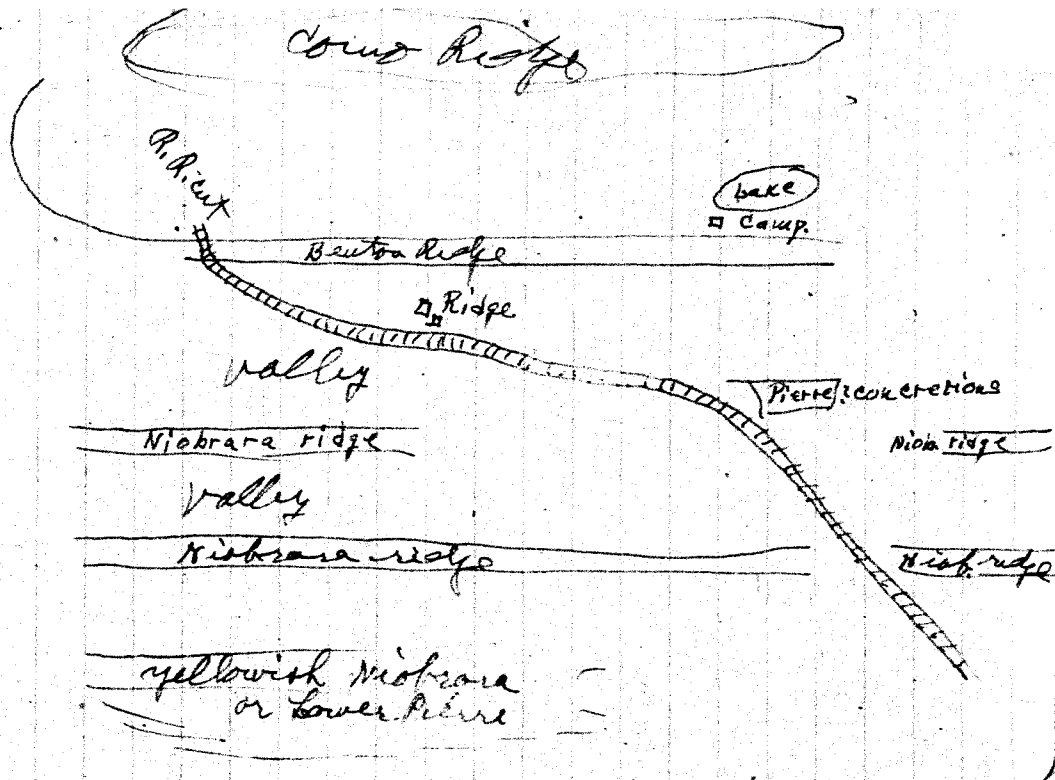 Como Ridge
R.R. cut
Lake
Camp.
Benton Ridge
Ridge
valley
Pierre? concretions
Niobrara ridge
Niob. ridge
valley
Niobrara ridge
Niob. ridge
yellowish Niobrara
or Lower Pierre